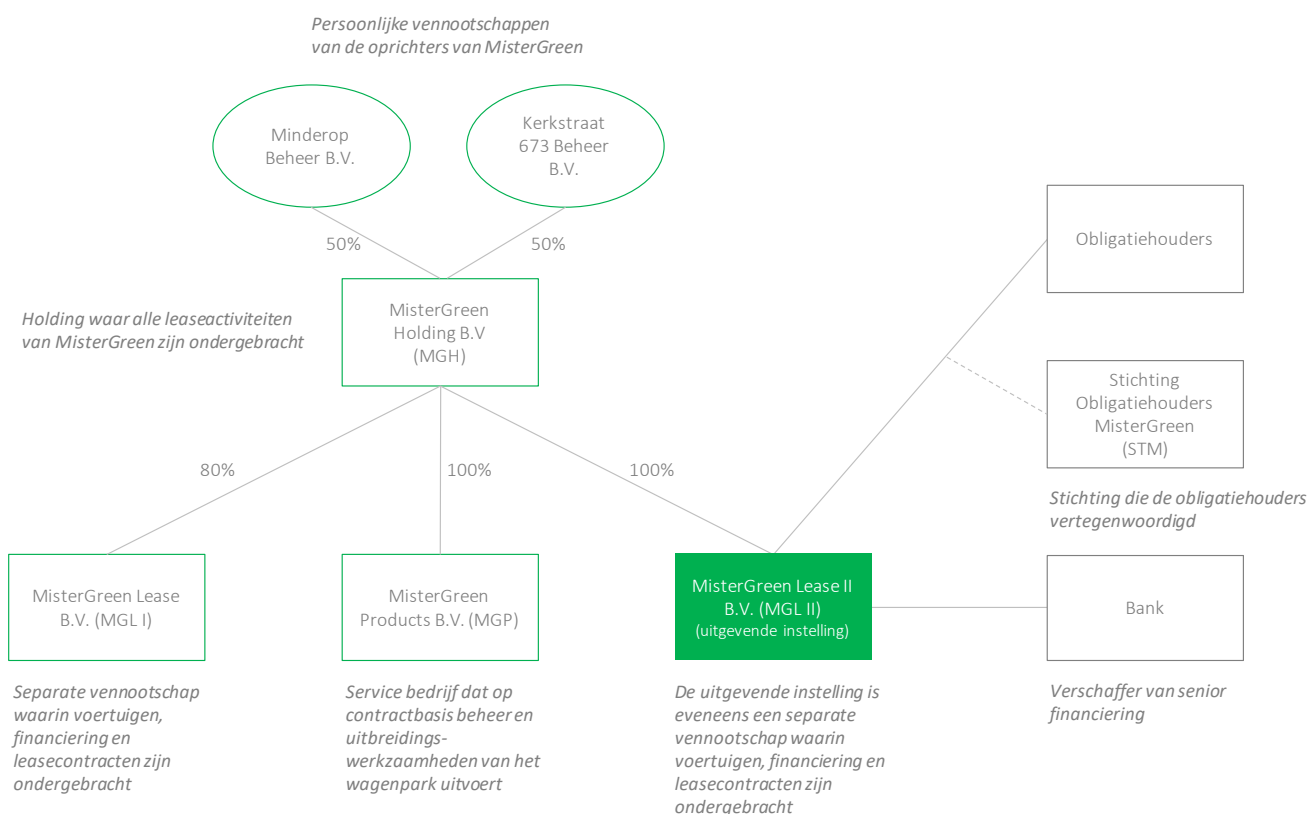 Persoonlijke vennootschappen
van de oprichters van MisterGreen
Minderop
Beheer B.V.
Kerkstraat
673 Beheer
B.V.
50%
50%
Holding waar alle leaseactiviteiten
van MisterGreen zijn ondergebracht
MisterGreen
Holding B.V
(MGH)
Obligatiehouders
Stichting
Obligatiehouders
MisterGreen
(STM)
Stichting die de obligatiehouders
vertegenwoordigd
80%
100%
100%
MisterGreen Lease
B.V. (MGL I)
MisterGreen
Products B.V. (MGP)
MisterGreen Lease II
B.V. (MGL II)
(uitgevende instelling)
Bank
Separate vennootschap
waarin voertuigen,
financiering en
leasecontracten zijn
ondergebracht
Service bedrijf dat op
contractbasis beheer en
uitbreidings-
werkzaamheden van het
wagenpark uitvoert
De uitgevende instelling is
eveneens een separate
vennootschap waarin
voertuigen, financiering en
leasecontracten zijn
ondergebracht
Verschaffer van senior
financiering